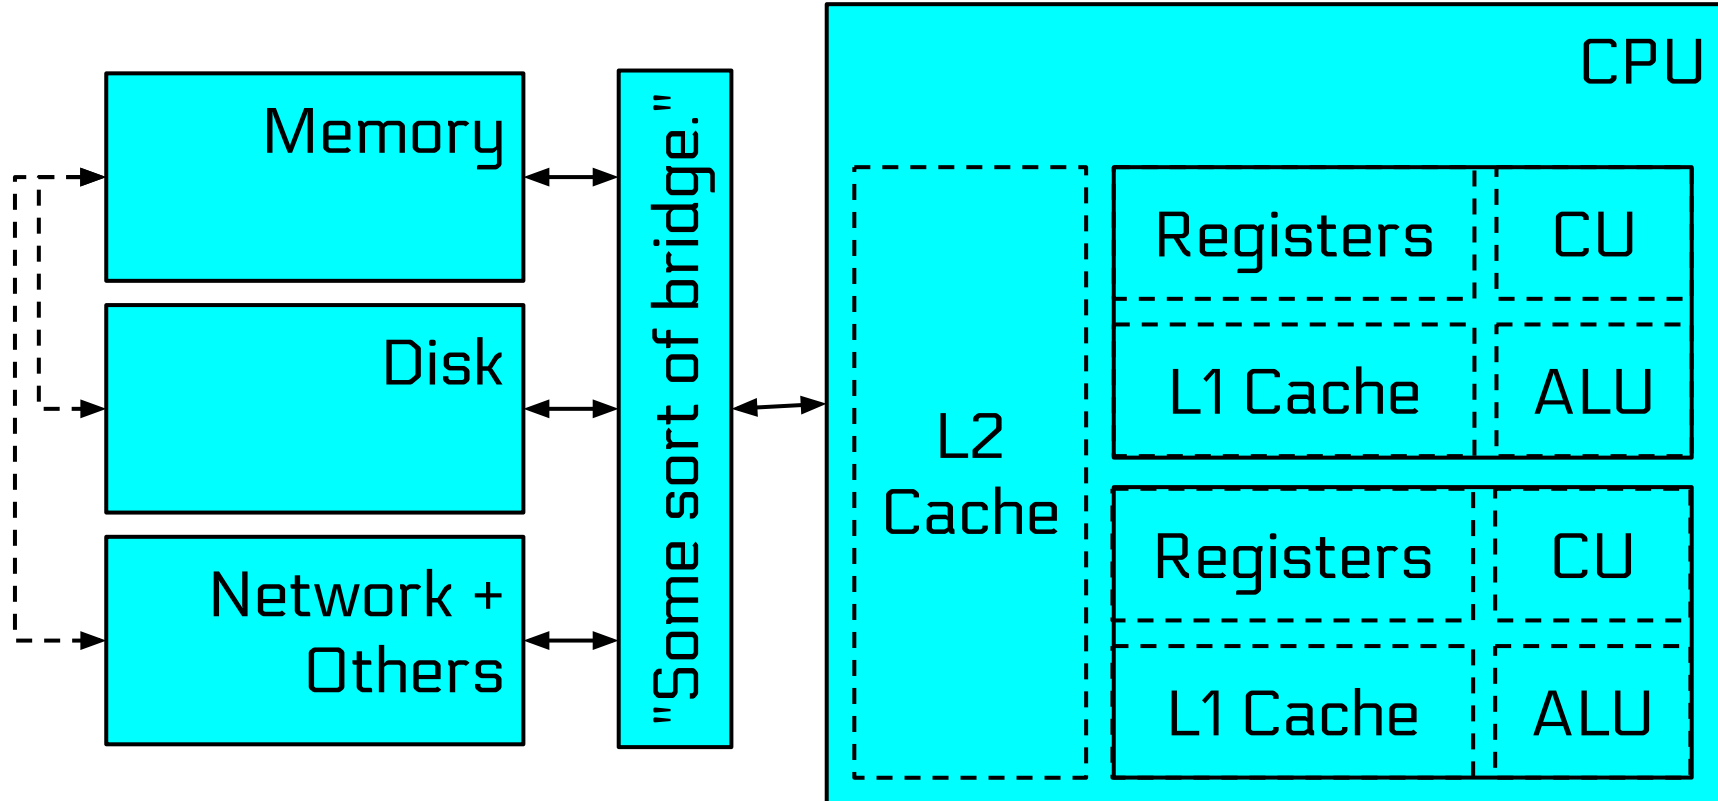 Memory
Disk
Network +
Others
"Some sort of bridge."
CPU
L2
Cache
Registers
CU
L1 Cache
ALU
Registers
CU
L1 Cache
ALU